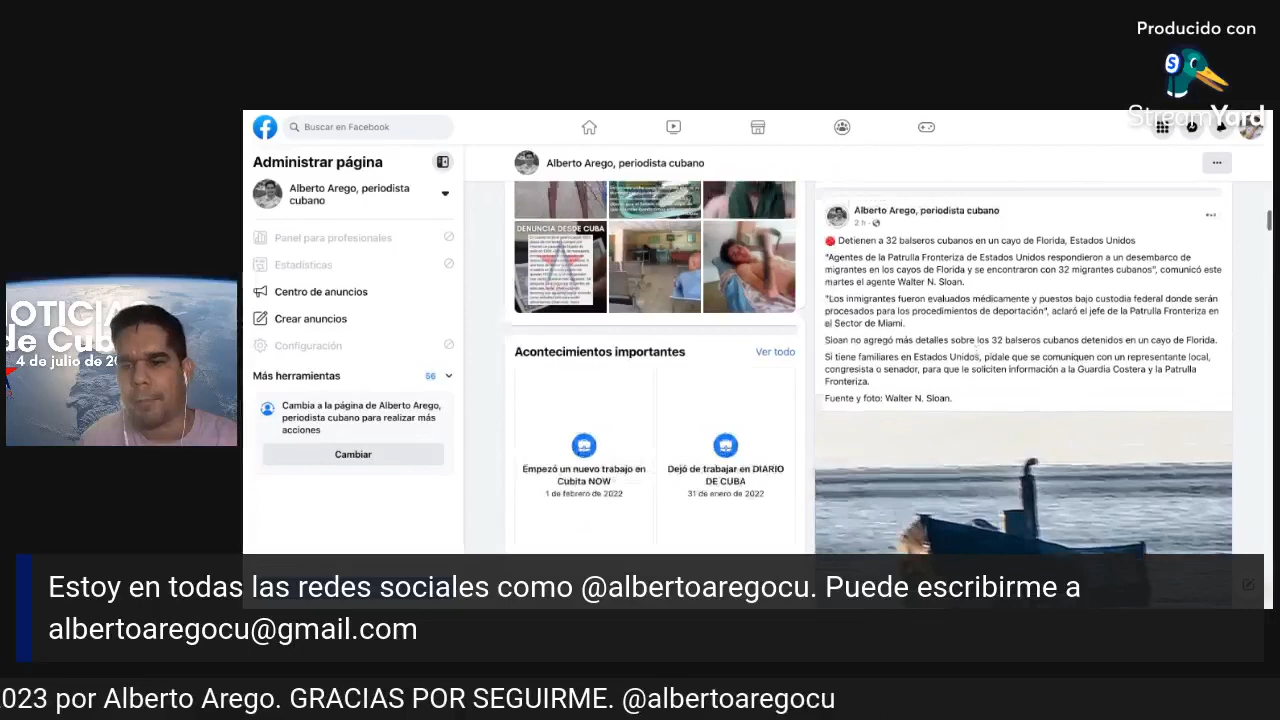 Producido con
StreamYard
Buscar en Facebook
Administrar página
Alberto Arego, periodista
cubano
Panel para profesionales
Estadísticas
Centro de anuncios
Crear anuncios
Configuración
Más herramientas
56
Cambia a la página de Alberto Arego,
periodista cubano para realizar más
acciones
Cambiar
Alberto Arego, periodista cubano
DENUNCIA DESDE CUBA
Acontecimientos importantes
Ver todo
Empezó un nuevo trabajo en
Cubita NOW
1 de febrero de 2022
Dejó de trabajar en DIARIO
DE CUBA
31 de enero de 2022
Alberto Arego, periodista cubano
2 h
Detienen a 32 balseros cubanos en un cayo de Florida, Estados Unidos
"Agentes de la Patrulla Fronteriza de Estados Unidos respondieron a un desembarco de
migrantes en los cayos de Florida y se encontraron con 32 migrantes cubanos", comunicó este
martes el agente Walter N. Sloan.
"Los inmigrantes fueron evaluados médicamente y puestos bajo custodia federal donde serán
procesados para los procedimientos de deportación", aclaró el jefe de la Patrulla Fronteriza en
el Sector de Miami.
Sloan no agregó más detalles sobre los 32 balseros cubanos detenidos en un cayo de Florida.
Si tiene familiares en Estados Unidos, pídale que se comuniquen con un representante local,
congresista o senador, para que le soliciten información a la Guardia Costera y la Patrulla
Fronteriza.
Fuente y foto: Walter N. Sloan.
OTIC
de Cub
4 de julio de 20
Estoy en todas las redes sociales como @albertoaregocu. Puede escribirme a
albertoaregocu@gmail.com
2023 por Alberto Arego. GRACIAS POR SEGUIRME. @albertoaregocu